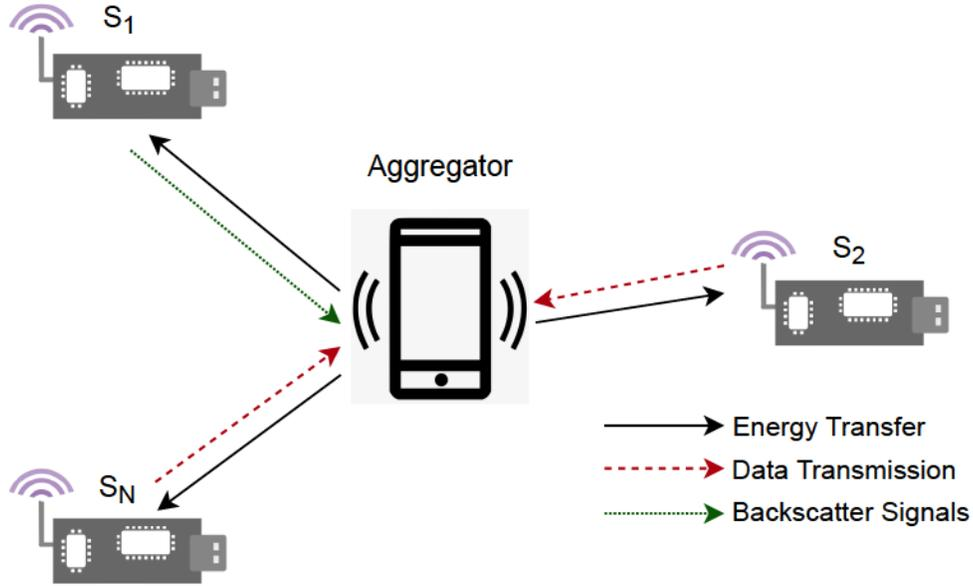 S1
Aggregator
S2
SN
Energy Transfer
Data Transmission
Backscatter Signals